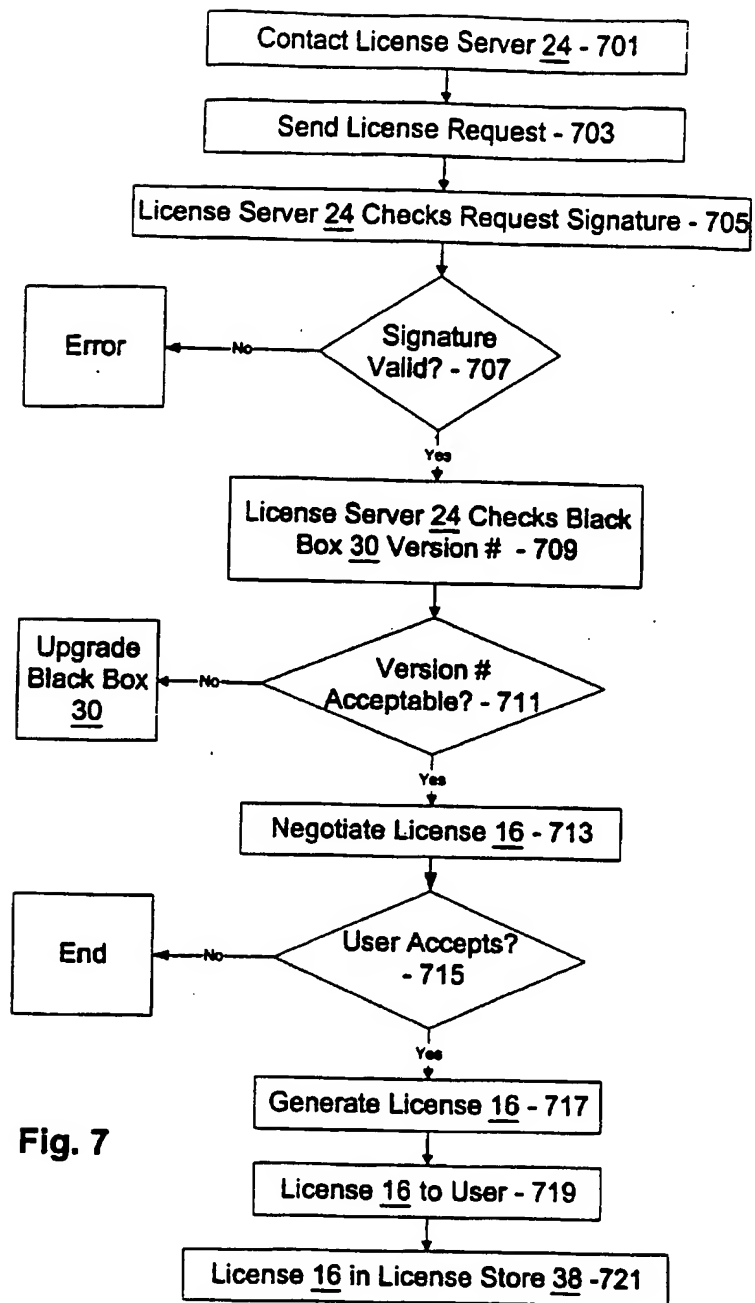 Contact License Server 24 - 701
Send License Request - 703
License Server 24 Checks Request Signature - 705
Error
No
Signature
Valid? - 707
Yes
License Server 24 Checks Black
Box 30 Version # - 709
Upgrade
Black Box
30
No
Version #
Acceptable? - 711
Yes
Negotiate License 16 - 713
End
No
User Accepts?
- 715
Yes
Generate License 16 - 717
Fig. 7
License 16 to User - 719
License 16 in License Store 38 -721